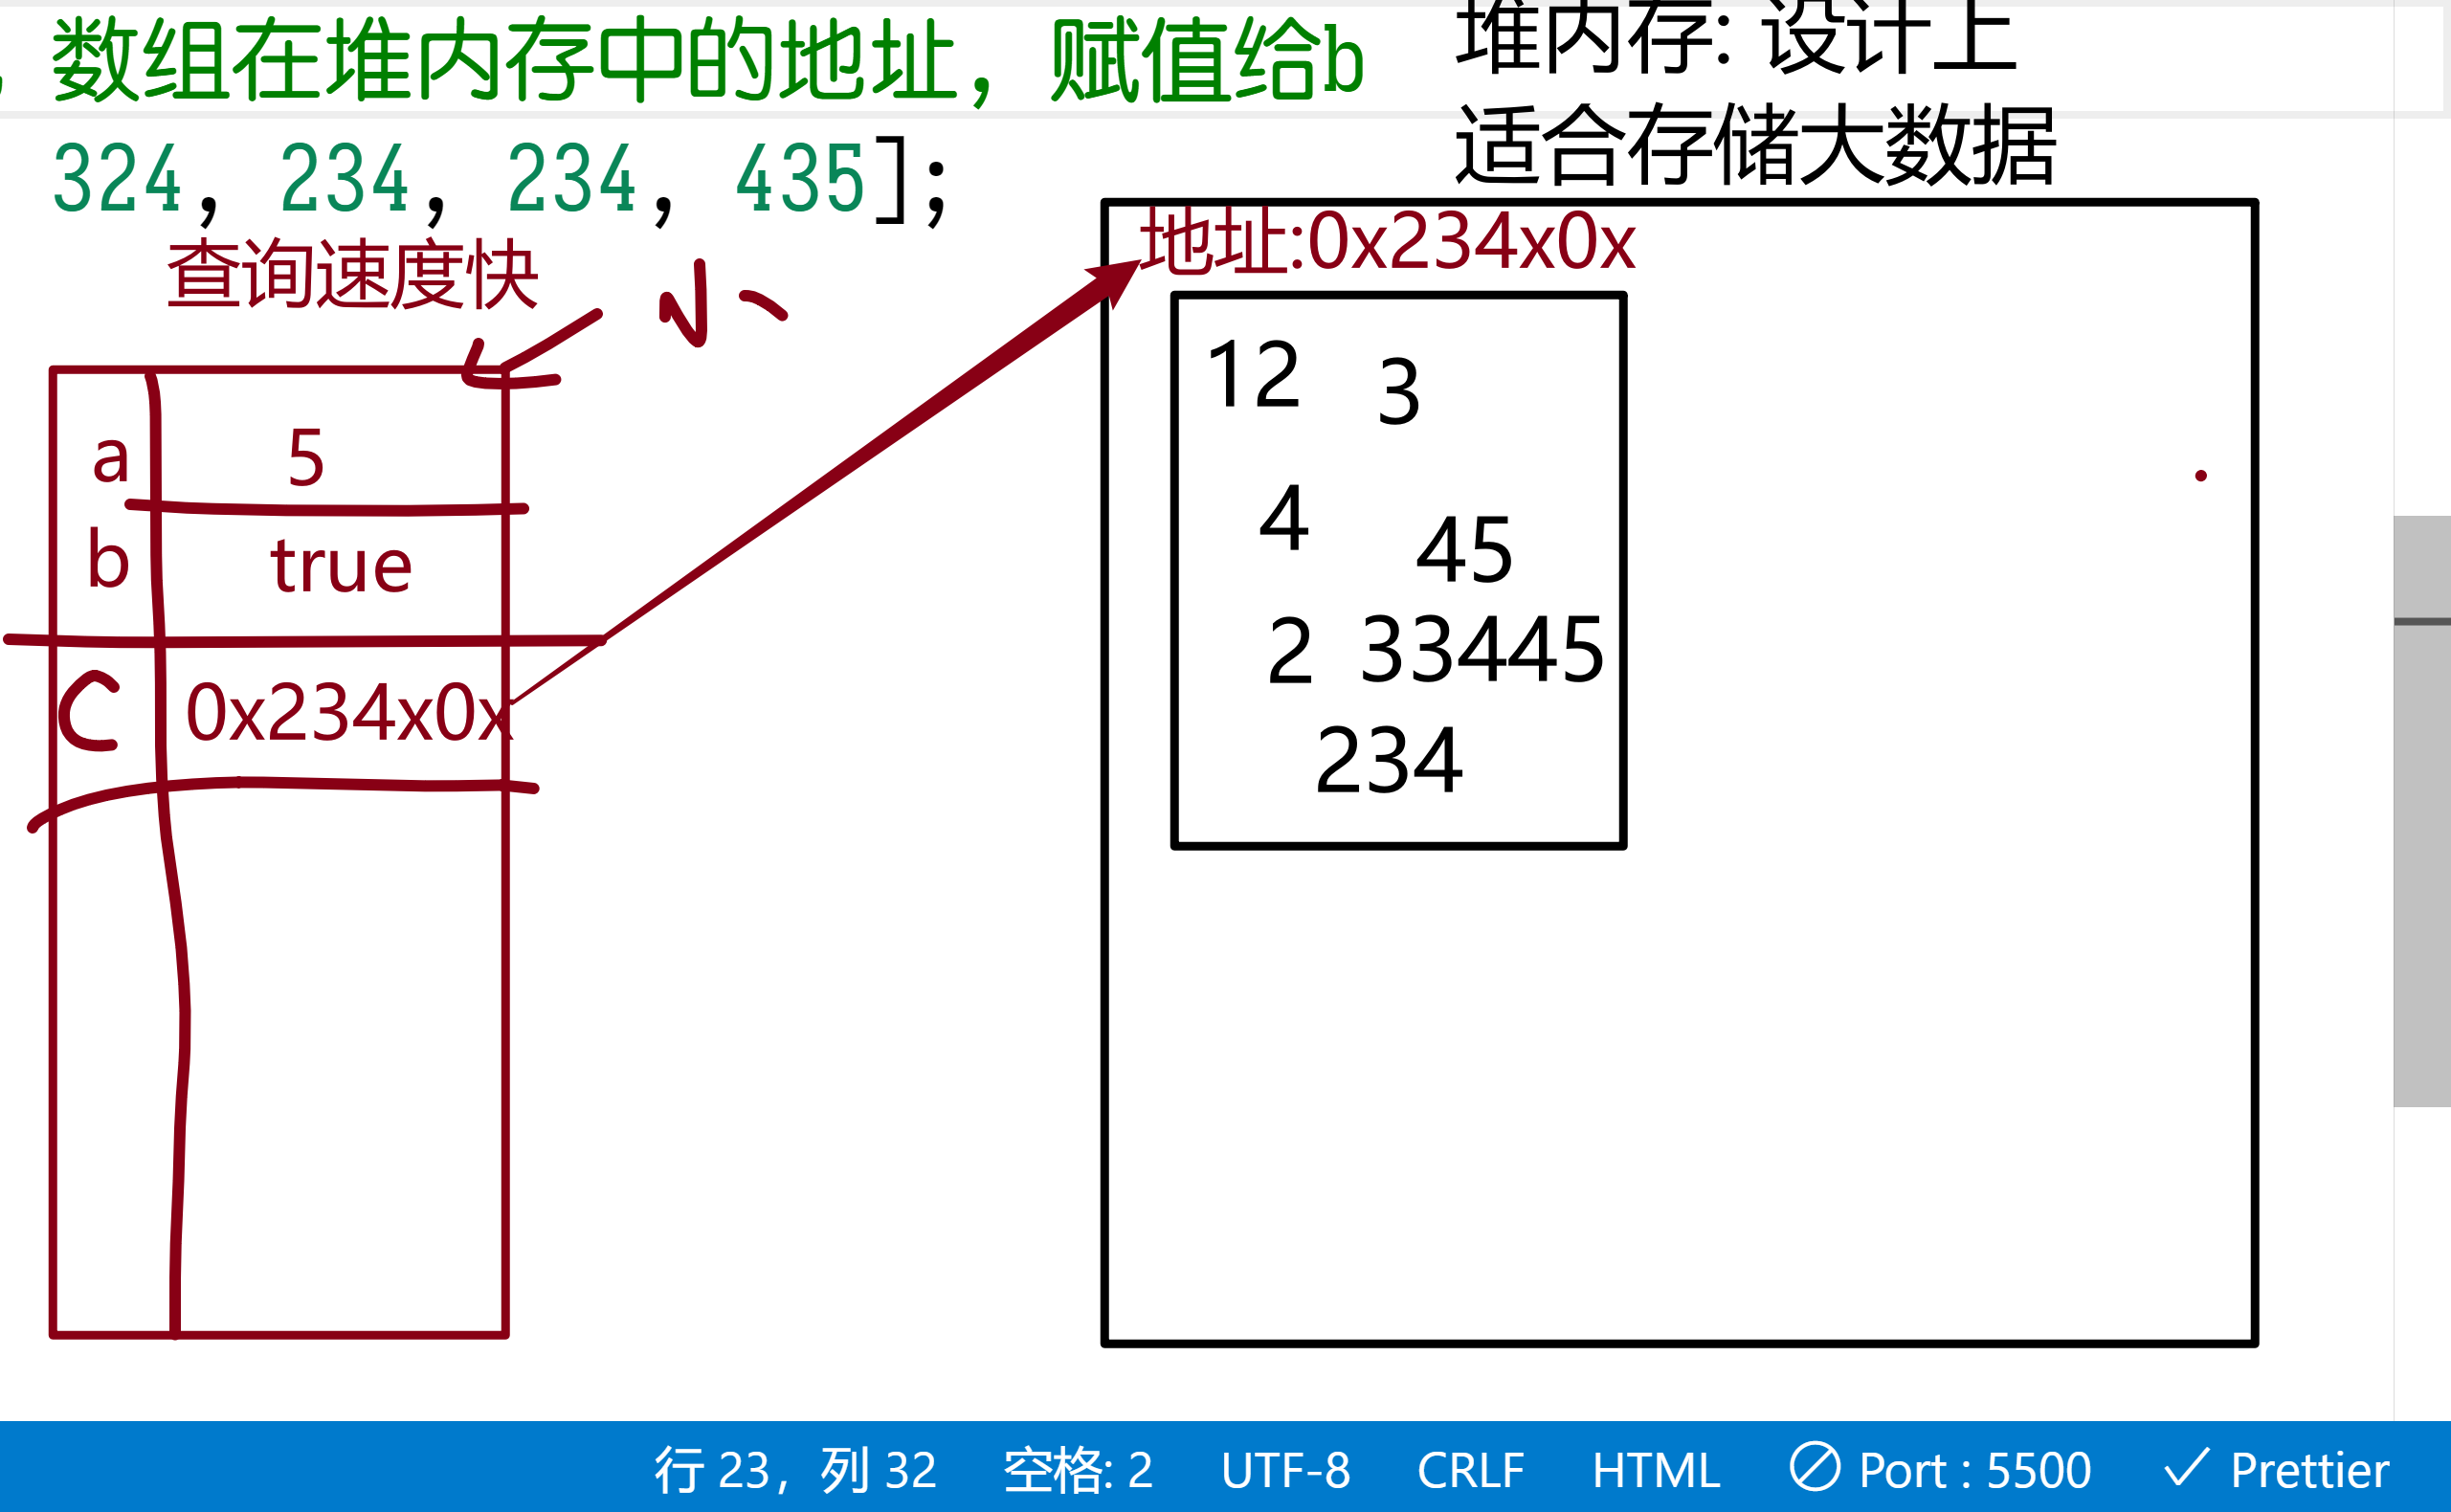 数组在堆内存中的地址，赋值给b
324, 234, 234, 435];
堆内存: 设计上
适合存储大数据
查询速度快
小
a 5
b true
C 0x234x0x
地址:0x234x0x
12 3
4
45
2 33445
234
行 23, 列 32 空格: 2 UTF-8 CRLF HTML Port : 5500 Prettier